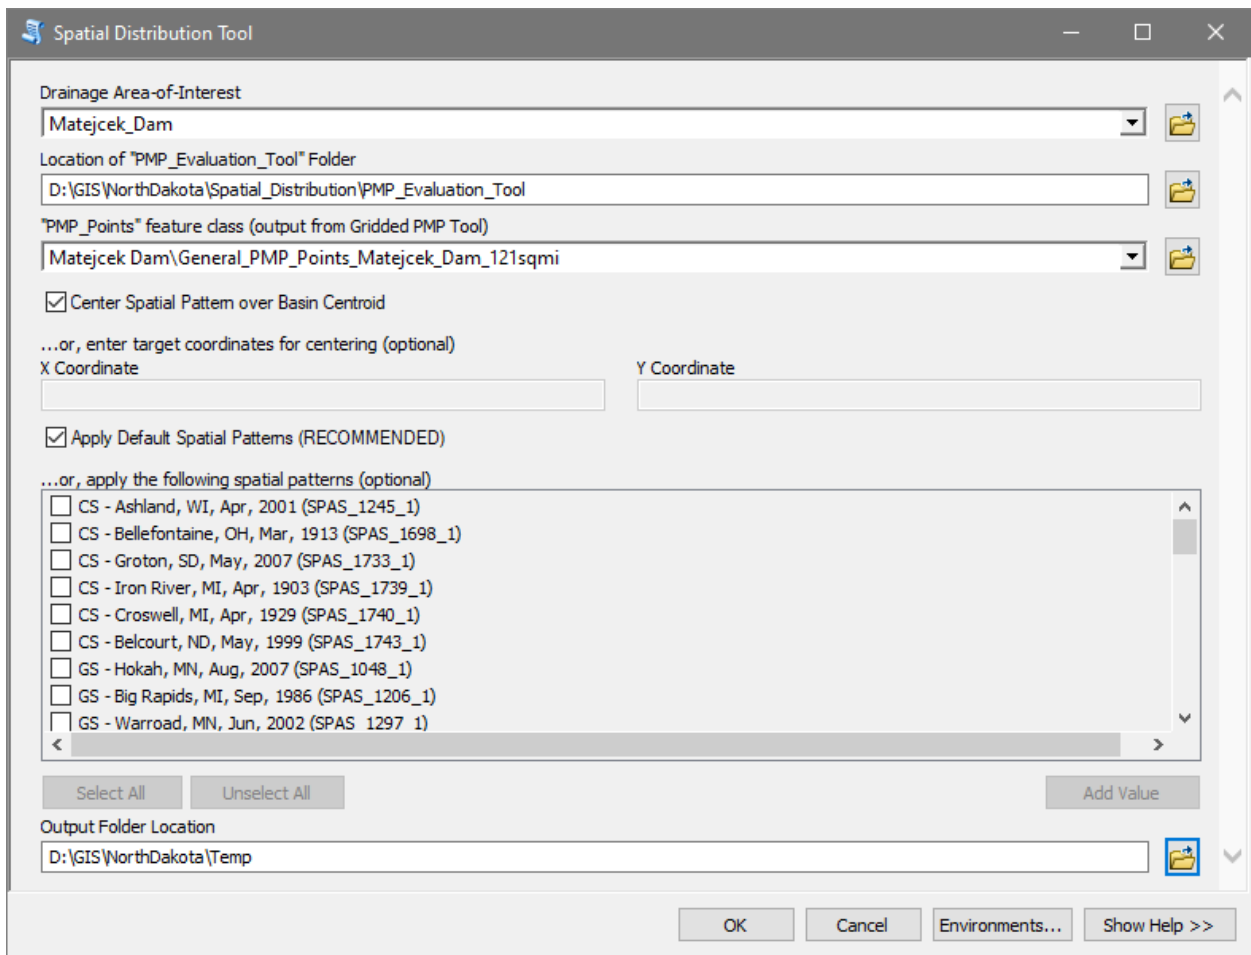 Spatial Distribution Tool
Drainage Area-of-Interest
Matejcek_Dam
Location of "PMP_Evaluation_Tool" Folder
D:\GIS\NorthDakota\Spatial_Distribution\PMP_Evaluation_Tool
"PMP_Points" feature class (output from Gridded PMP Tool)
Matejcek Dam\General_PMP_Points_Matejcek_Dam_121sqmi
Center Spatial Pattern over Basin Centroid
...or, enter target coordinates for centering (optional)
X Coordinate Y Coordinate
Apply Default Spatial Patterns (RECOMMENDED)
...or, apply the following spatial patterns (optional)
CS - Ashland, WI, Apr, 2001 (SPAS_1245_1)
CS - Bellefontaine, OH, Mar, 1913 (SPAS_1698_1)
CS - Groton, SD, May, 2007 (SPAS_1733_1)
CS - Iron River, MI, Apr, 1903 (SPAS_1739_1)
CS - Croswell, MI, Apr, 1929 (SPAS_1740_1)
CS - Belcourt, ND, May, 1999 (SPAS_1743_1)
GS - Hokah, MN, Aug, 2007 (SPAS_1048_1)
GS - Big Rapids, MI, Sep, 1986 (SPAS_1206_1)
GS - Warroad, MN, Jun, 2002 (SPAS_1297_1)
Select All Unselect All Add Value
Output Folder Location
D:\GIS\NorthDakota\Temp
OK Cancel Environments... Show Help >>